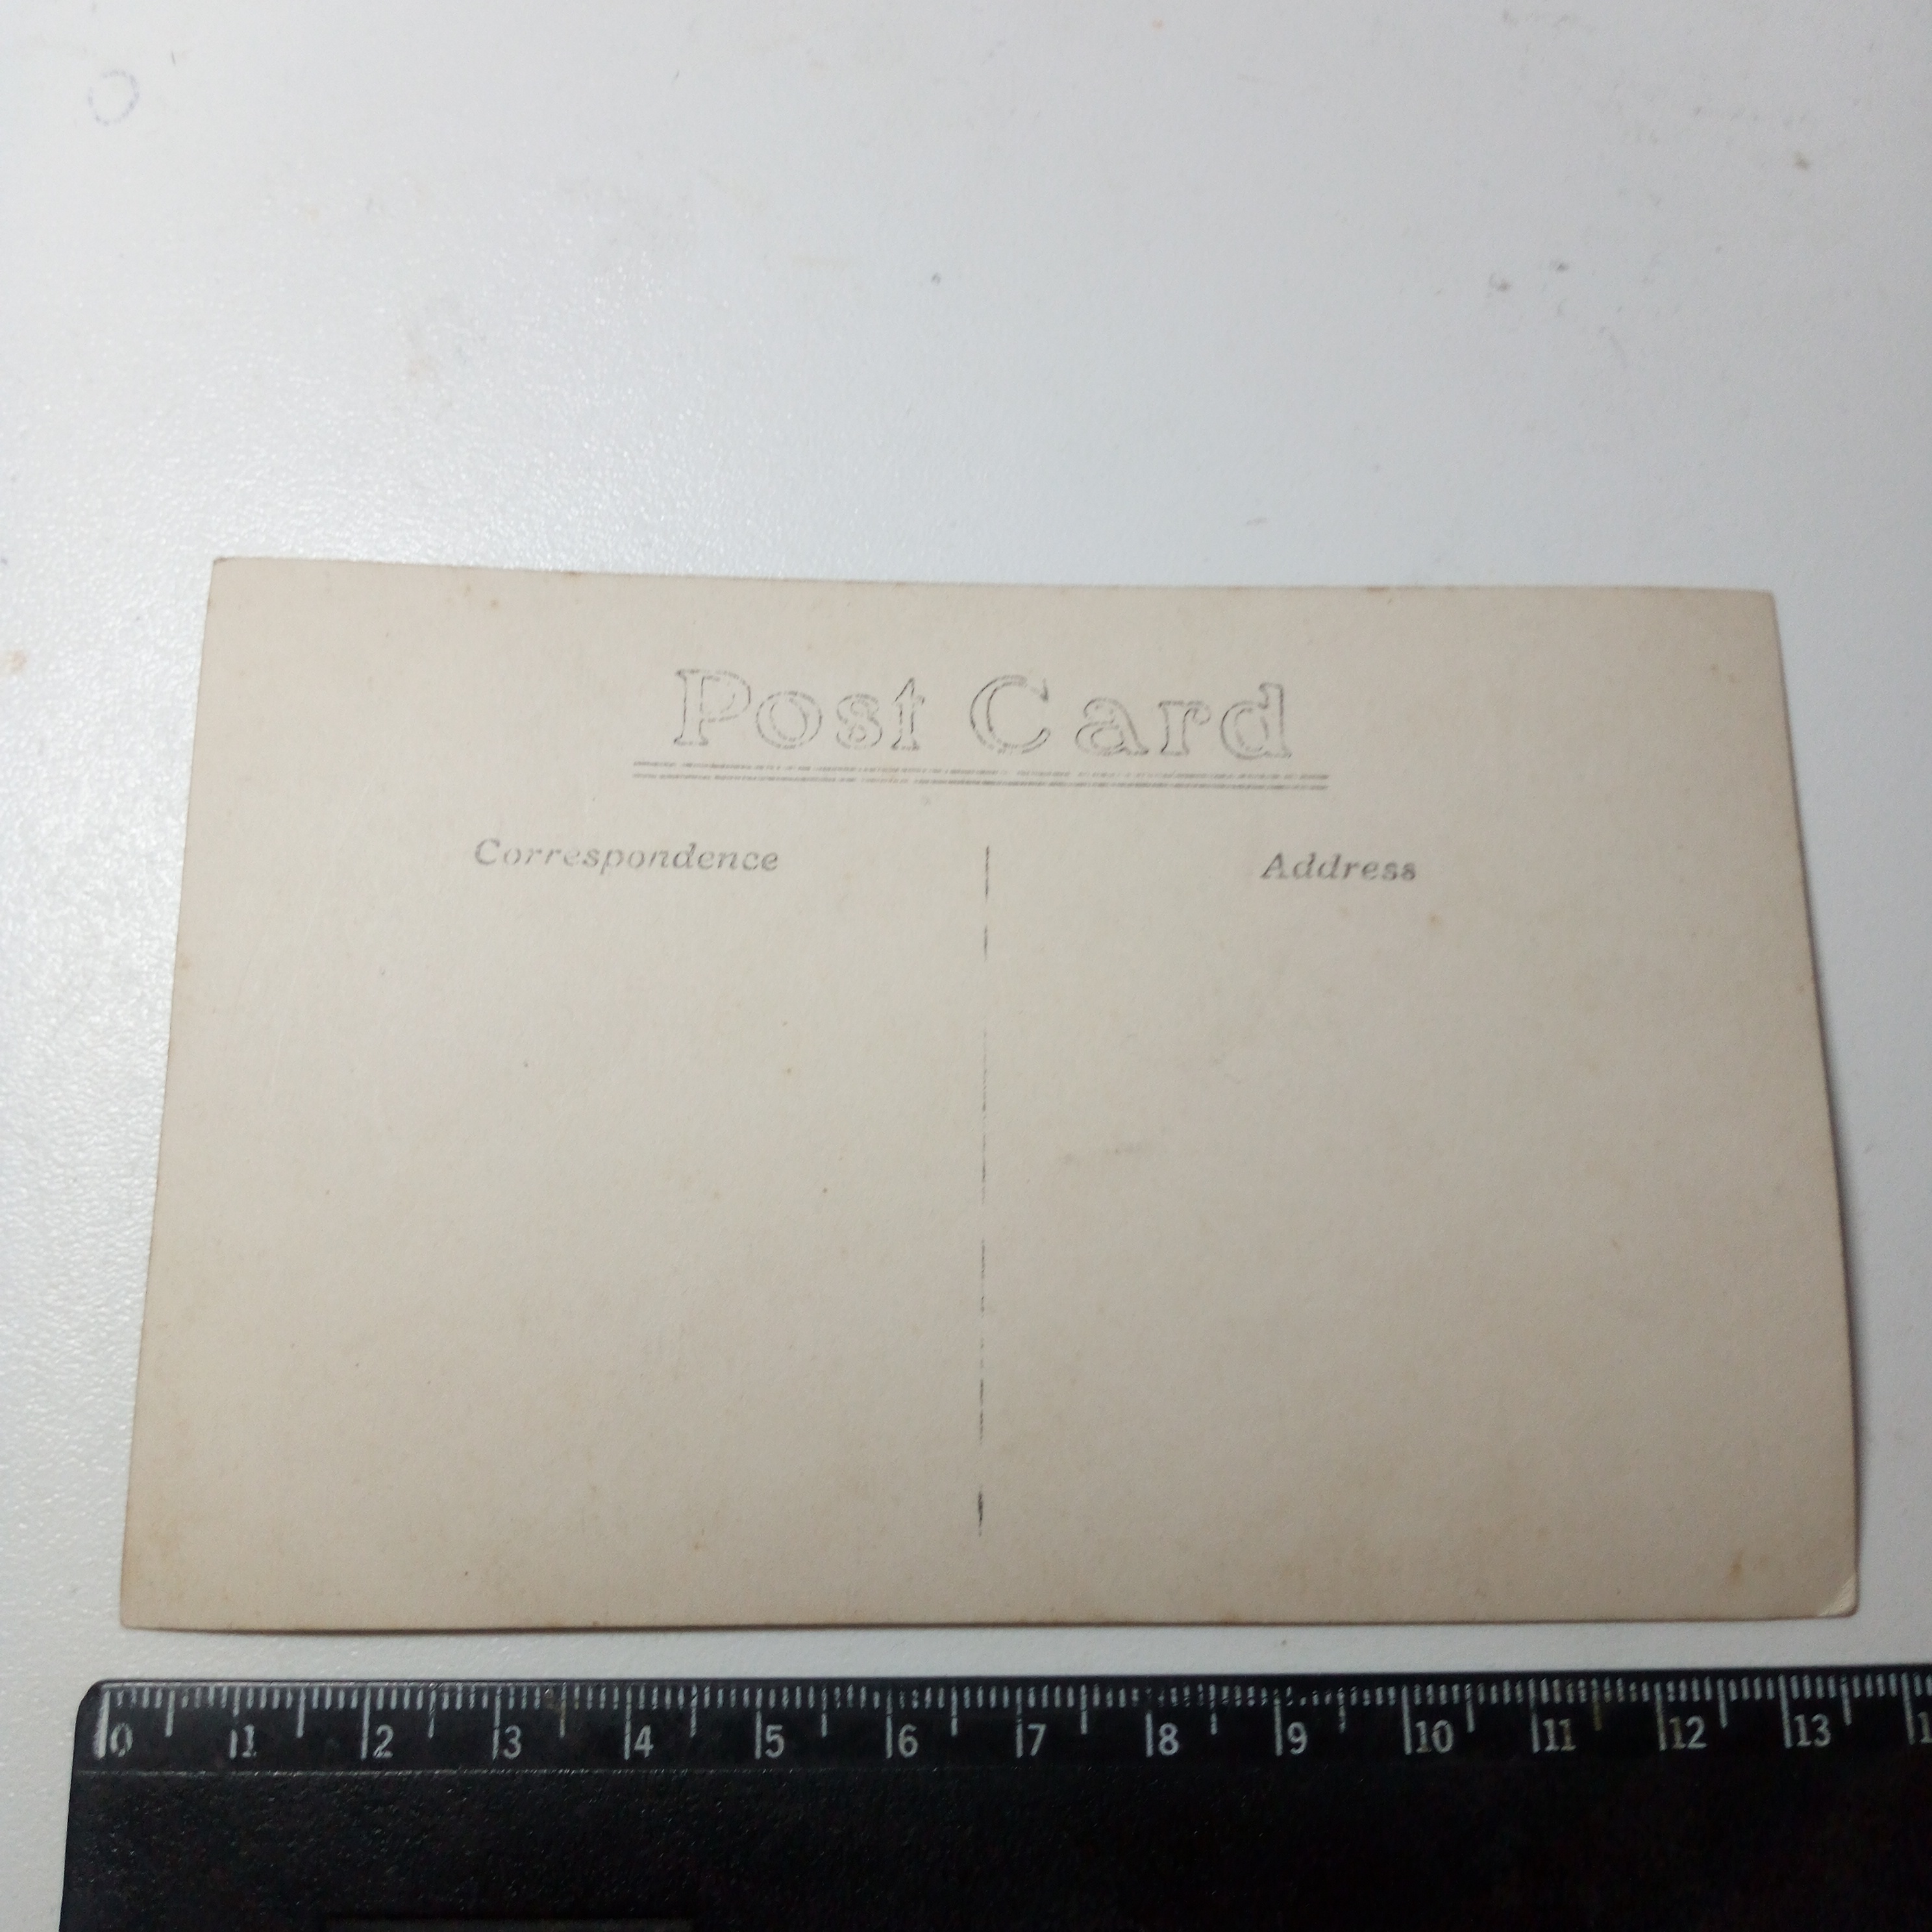 Post Card
Correspondence
Address
0 1 2 3 4 5 6 7 8 9 10 11 12 13